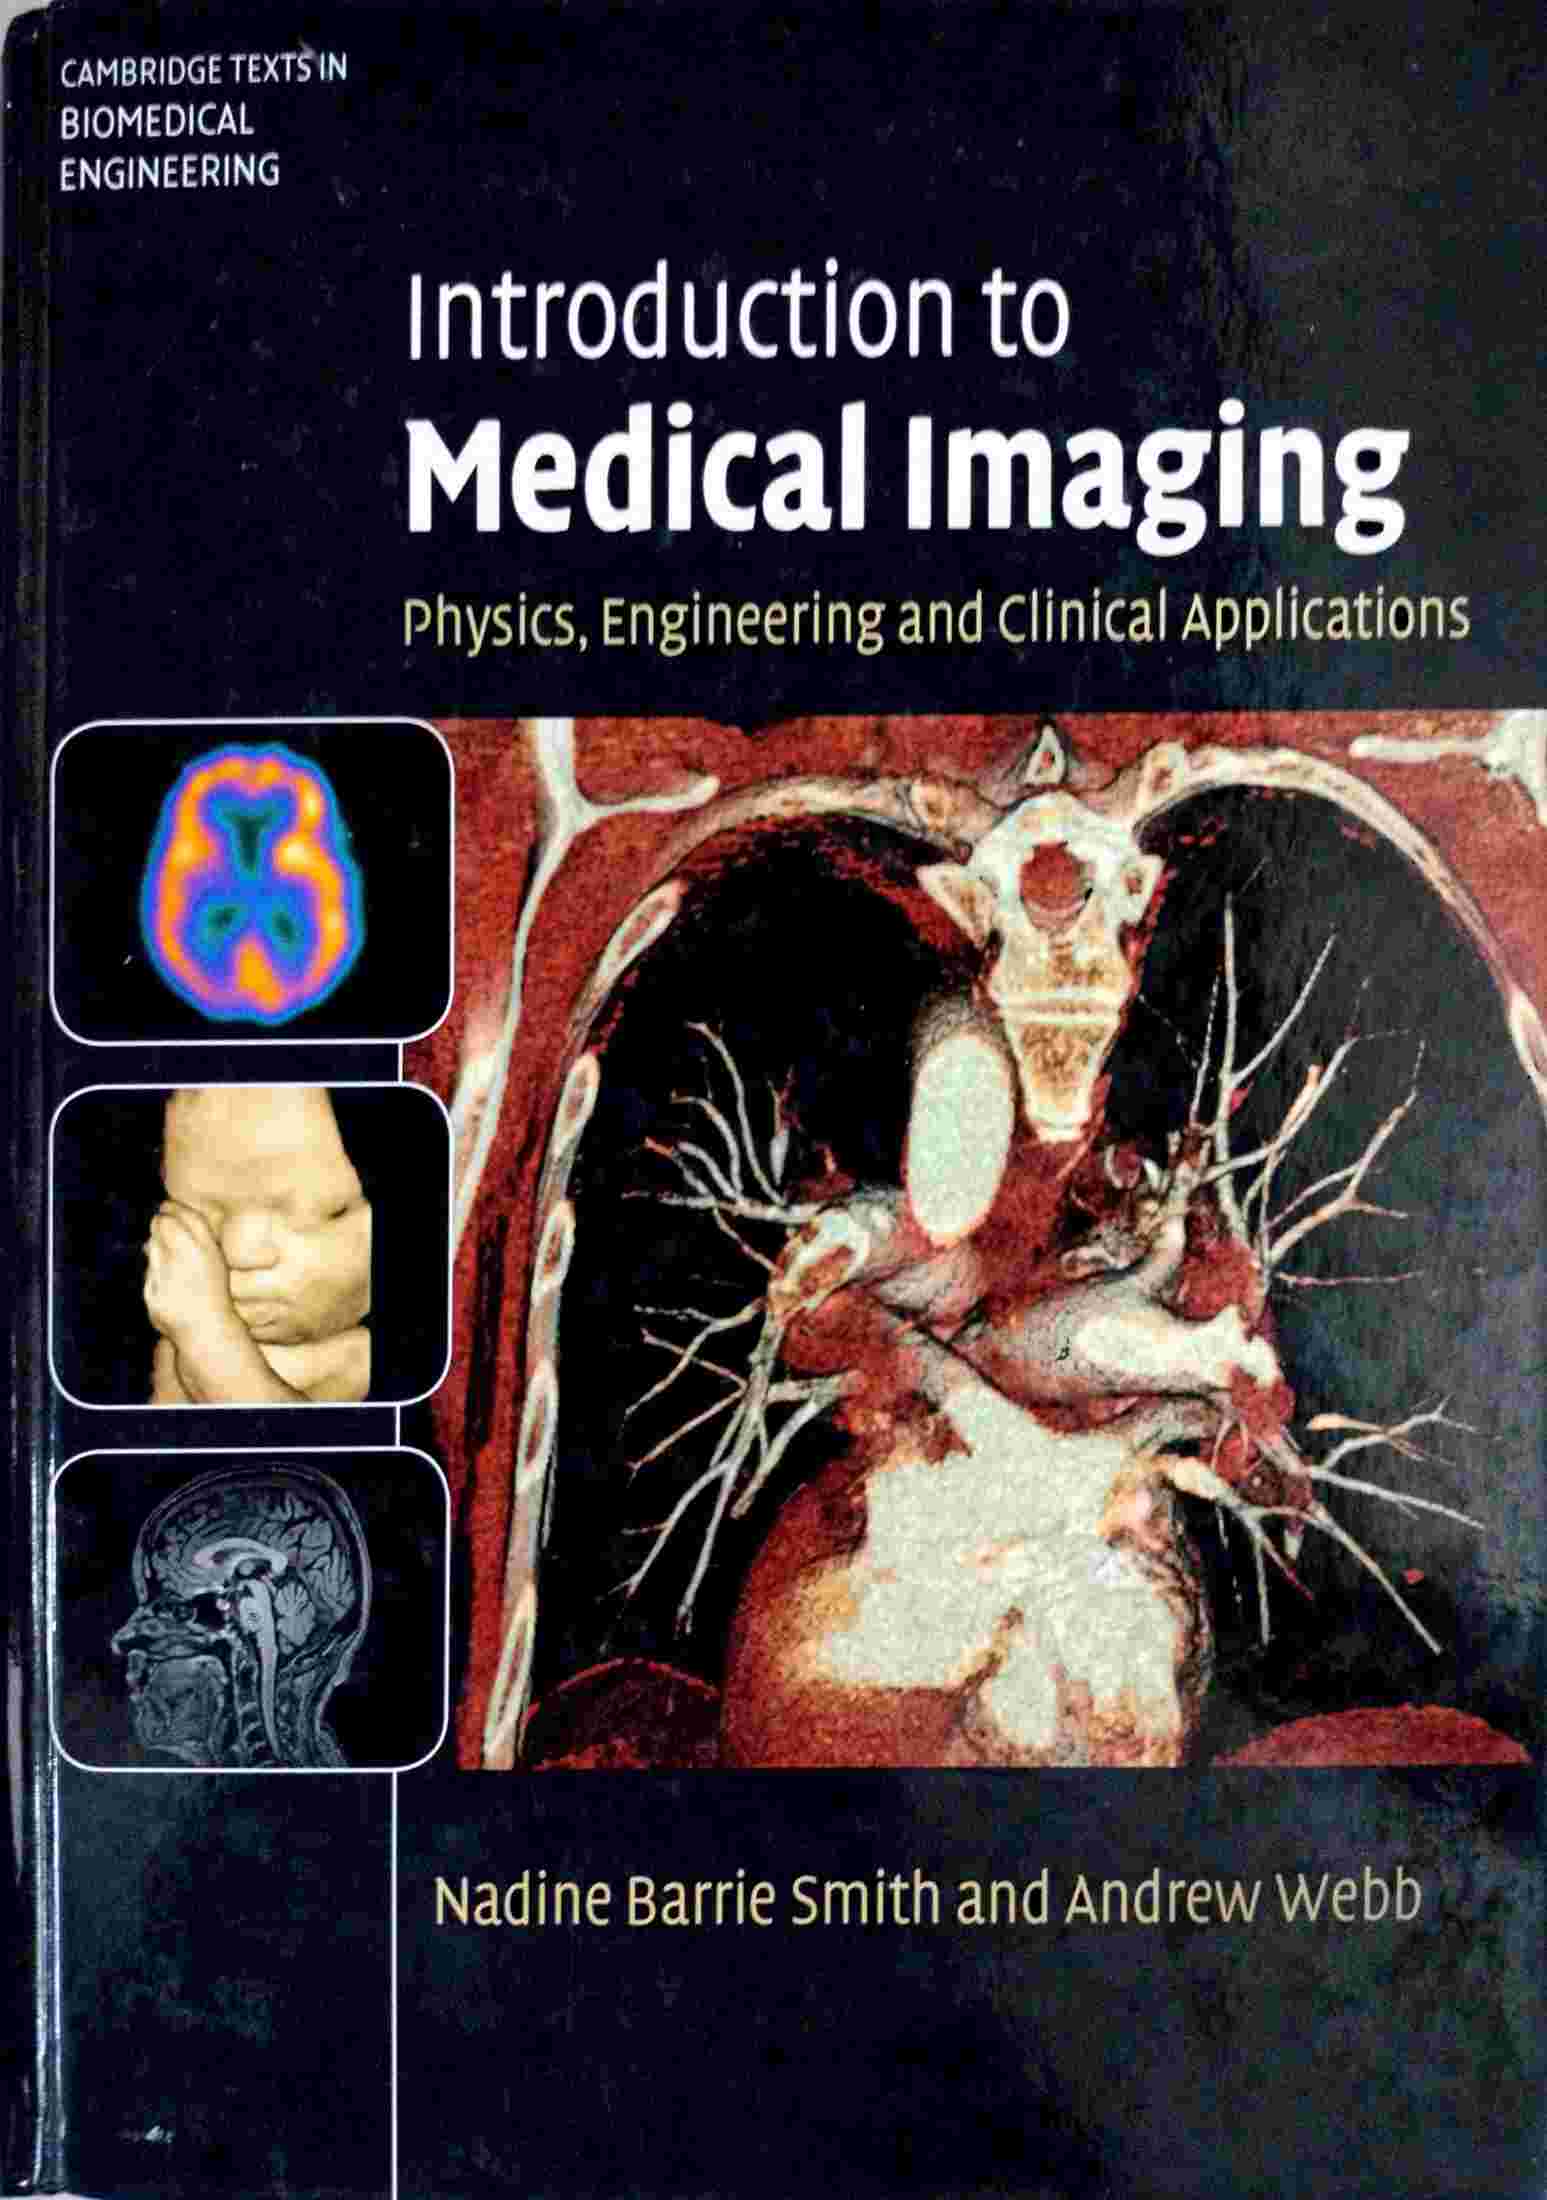 CAMBRIDGE TEXTS IN
BIOMEDICAL
ENGINEERING
Introduction to
Medical Imaging
Physics, Engineering and Clinical Applications
Nadine Barrie Smith and Andrew Webb